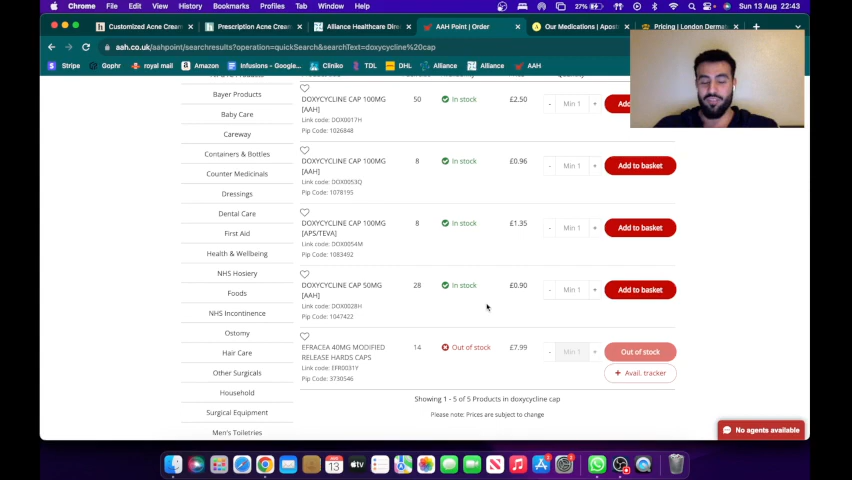 Chrome File Edit View History Bookmarks Profiles Tab Window Help
27%
Sun 13 Aug 22:43
Customized Acne Cream
Prescription Acne Cream
Alliance Healthcare Dire
AAH Point | Order
Our Medications | Apost
Pricing | London Dermat
aah.co.uk/aahpoint/searchresults?operation=quickSearch&searchText=doxycycline%20cap
Stripe Gophr royal mail Amazon Infusions - Google... Cliniko TDL DHL Alliance Alliance AAH
Bayer Products
Baby Care
Careway
Containers & Bottles
Counter Medicinals
Dressings
Dental Care
First Aid
Health & Wellbeing
NHS Hosiery
Foods
NHS Incontinence
Ostomy
Hair Care
Other Surgicals
Household
Surgical Equipment
Men's Toiletries
DOXYCYCLINE CAP 100MG
[AAH]
Link code: DOX0017H
Pip Code: 1026848
50
In stock
£2.50
- Min 1 +
DOXYCYCLINE CAP 100MG
[AAH]
Link code: DOX0053Q
Pip Code: 1078195
8
In stock
£0.96
- Min 1 +
Add to basket
DOXYCYCLINE CAP 100MG
[APS/TEVA]
Link code: DOX0054M
Pip Code: 1083492
8
In stock
£1.35
- Min 1 +
Add to basket
DOXYCYCLINE CAP 50MG
[AAH]
Link code: DOX0028H
Pip Code: 1047422
28
In stock
£0.90
- Min 1 +
Add to basket
EFRACEA 40MG MODIFIED
RELEASE HARDS CAPS
Link code: EFR0031Y
Pip Code: 3730546
14
Out of stock
£7.99
- Min 1 +
Out of stock
+ Avail. tracker
Showing 1 - 5 of 5 Products in doxycycline cap
Please note: Prices are subject to change
No agents available